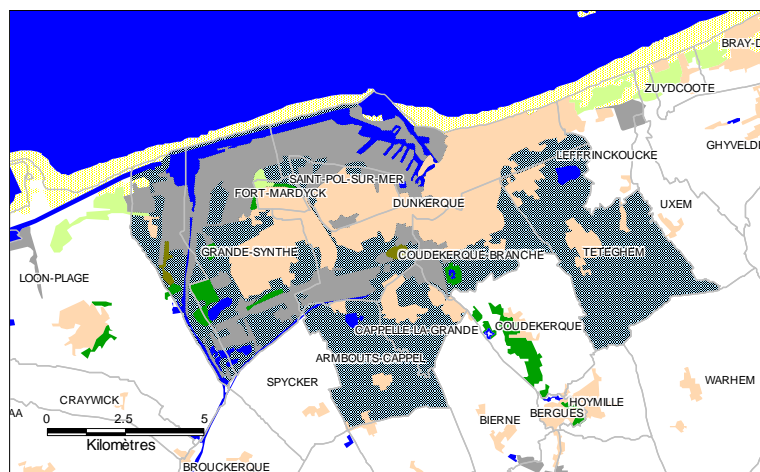 BRAY-D
ZUYDCOOTE
GHYVELDE
LEFFRINCKOUCKE
SAINT-POL-SUR-MER
FORT-MARDYCK
DUNKERQUE
UXEM
GRANDE-SYNTHE
COUDEKERQUE-BRANCHE
TETEGHEM
LOON-PLAGE
CAPPELLE-LA-GRANDE
COUDEKERQUE
ARMBOUTS-CAPPEL
SPYCKER
WARHEM
CRAYWICK
HOYMILLE
AA
BERGUES
BIERNE
0 2.5 5
Kilomètres
BROUCKERQUE